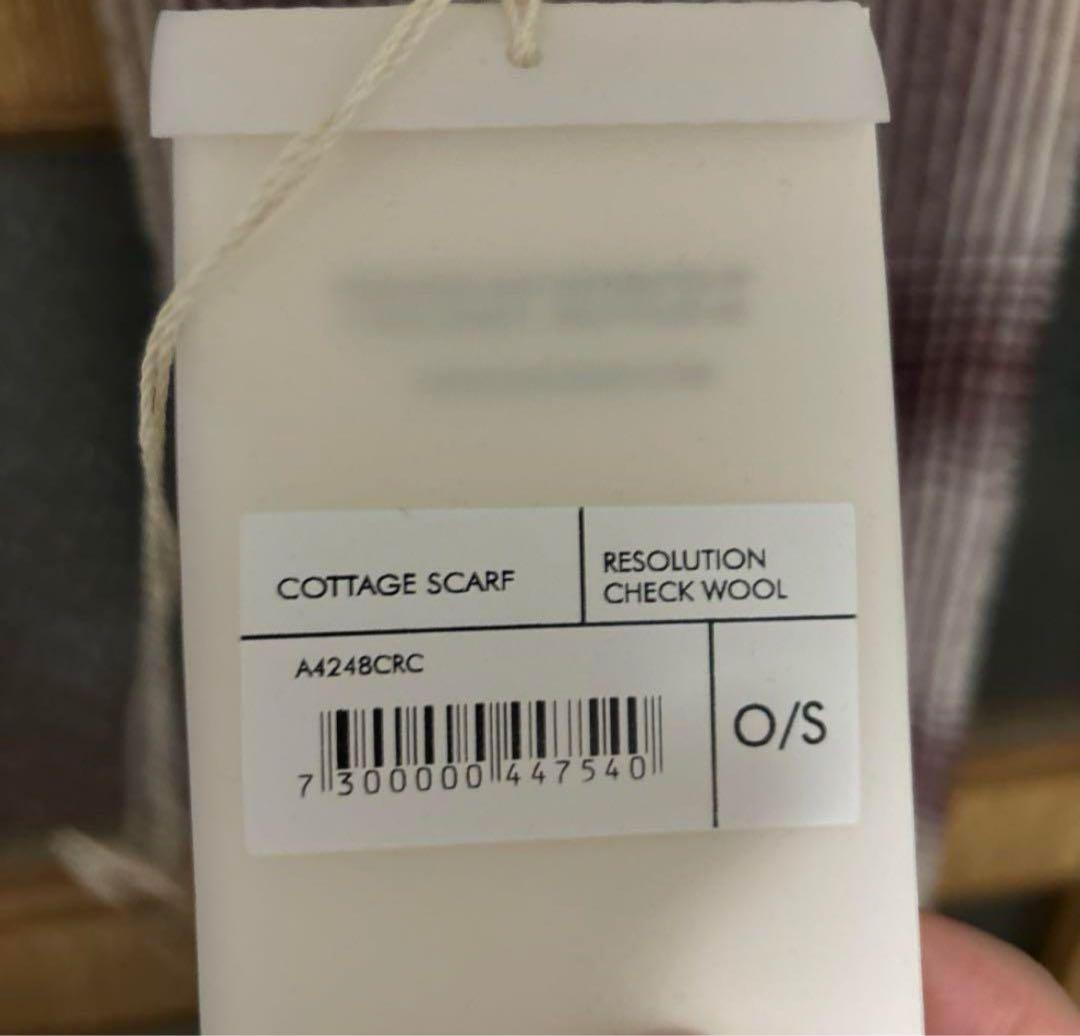 COTTAGE SCARF
RESOLUTION
CHECK WOOL
A4248CRC
7 300000 447540
O/S